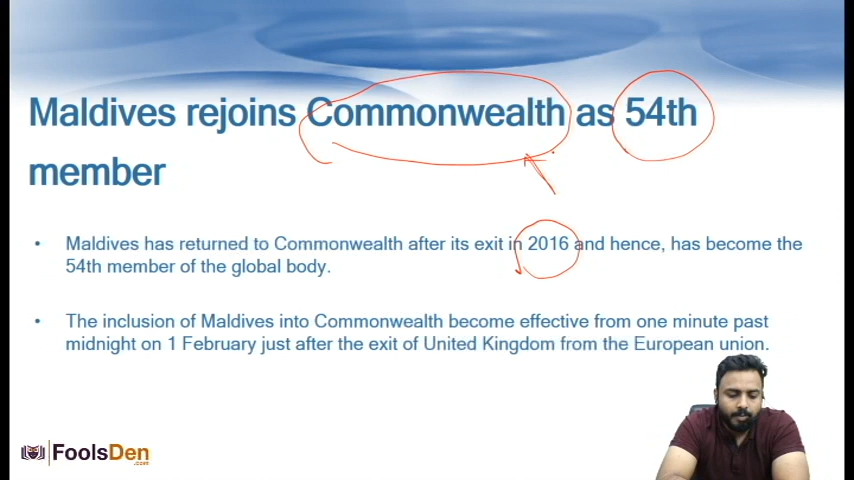 Maldives rejoins Commonwealth as 54th
member
• Maldives has returned to Commonwealth after its exit in 2016 and hence, has become the
54th member of the global body.
• The inclusion of Maldives into Commonwealth become effective from one minute past
midnight on 1 February just after the exit of United Kingdom from the European union.
FoolsDen
.com